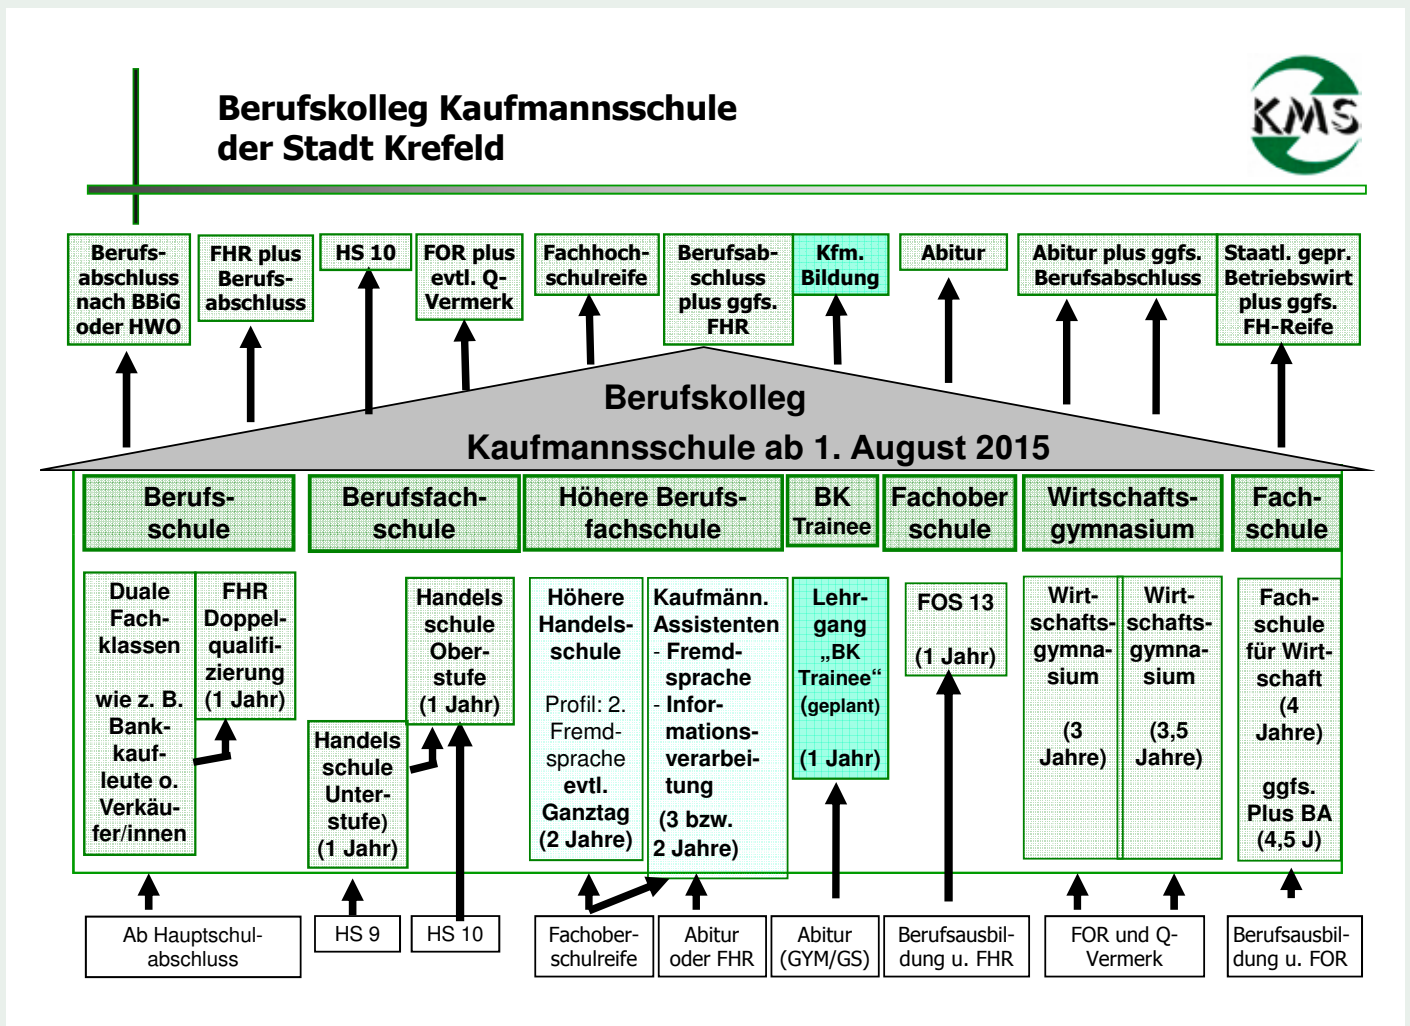 Berufskolleg Kaufmannsschule
der Stadt Krefeld
KMS
Berufs-
abschluss
nach BBiG
oder HWO
FHR plus
Berufs-
abschluss
HS 10
FOR plus
evtl. Q-
Vermerk
Fachhoch-
schulreife
Berufsab-
schluss
plus ggfs.
FHR
Kfm.
Bildung
Abitur
Abitur plus ggfs.
Berufsabschluss
Staatl. gepr.
Betriebswirt
plus ggfs.
FH-Reife
Berufskolleg
Kaufmannsschule ab 1. August 2015
Berufs-
schule
Berufsfach-
schule
Höhere Berufs-
fachschule
BK
Trainee
Fachober
schule
Wirtschafts-
gymnasium
Fach-
schule
Duale
Fach-
klassen
wie z. B.
Bank-
kauf-
leute o.
Verkäu-
fer/innen
FHR
Doppel-
qualifi-
zierung
(1 Jahr)
Handels
schule
Unter-
stufe)
(1 Jahr)
Handels
schule
Ober-
stufe
(1 Jahr)
Höhere
Handels-
schule
Profil: 2.
Fremd-
sprache
evtl.
Ganztag
(2 Jahre)
Kaufmänn.
Assistenten
- Fremd-
sprache
- Infor-
mations-
verarbei-
tung
(3 bzw.
2 Jahre)
Lehr-
gang
„BK
Trainee“
(geplant)
(1 Jahr)
FOS 13
(1 Jahr)
Wirt-
schafts-
gymna-
sium
(3
Jahre)
Wirt-
schafts-
gymna-
sium
(3,5
Jahre)
Fach-
schule
für Wirt-
schaft
(4
Jahre)
ggfs.
Plus BA
(4,5 J)
Ab Hauptschul-
abschluss
HS 9
HS 10
Fachober-
schulreife
Abitur
oder FHR
Abitur
(GYM/GS)
Berufsausbil-
dung u. FHR
FOR und Q-
Vermerk
Berufsausbil-
dung u. FOR